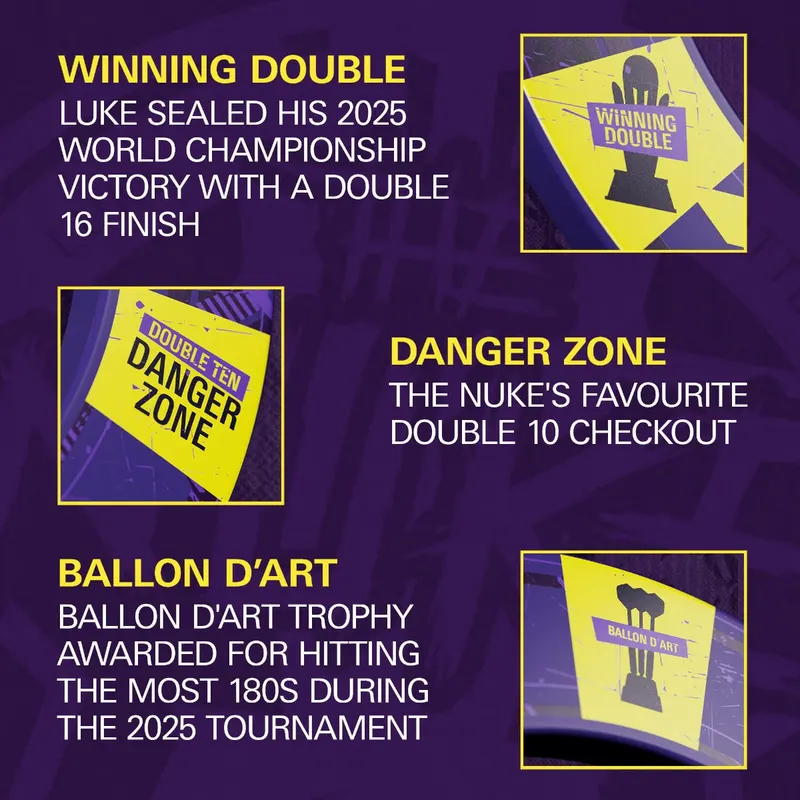 WINNING DOUBLE
LUKE SEALED HIS 2025
WORLD CHAMPIONSHIP
VICTORY WITH A DOUBLE
16 FINISH
WINNING
DOUBLE
DOUBLE TEN
DANGER
ZONE
DANGER ZONE
THE NUKE'S FAVOURITE
DOUBLE 10 CHECKOUT
BALLON D’ART
BALLON D'ART TROPHY
AWARDED FOR HITTING
THE MOST 180S DURING
THE 2025 TOURNAMENT
BALLON D'ART